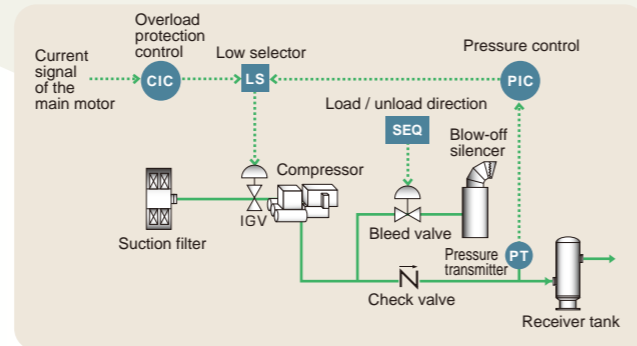 Overload
protection
control
Current
signal
of the
main motor
CIC
Low selector
LS
Pressure control
PIC
Load / unload direction
SEQ
Blow-off
silencer
Compressor
IGV
Suction filter
Bleed valve
Pressure
transmitter
PT
Check valve
Receiver tank